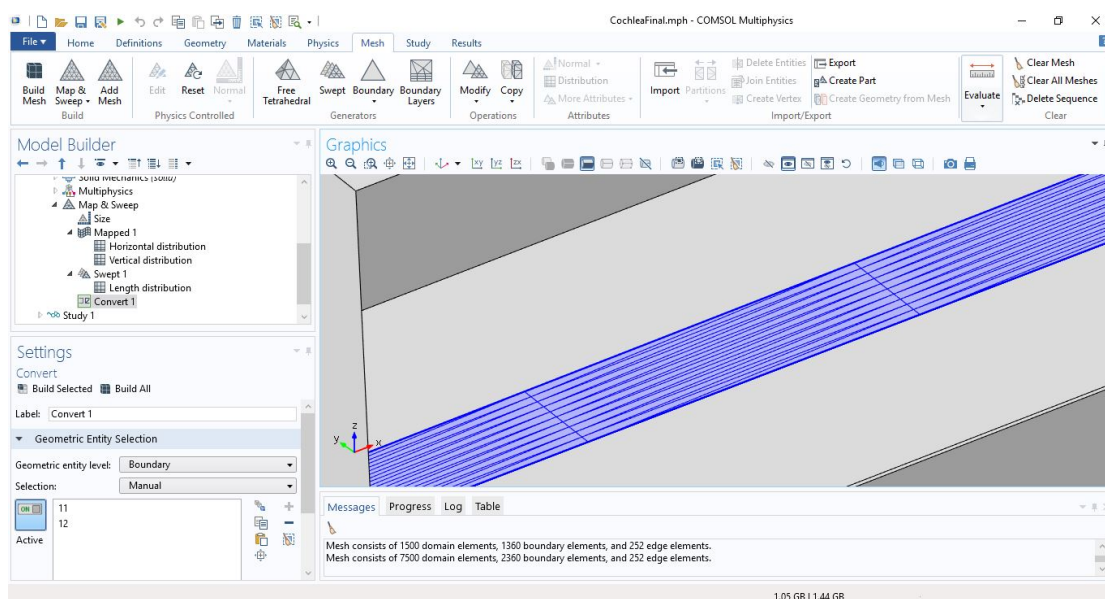 CochleaFinal.mph - COMSOL Multiphysics
File Home Definitions Geometry Materials Physics Mesh Study Results
Build Mesh
Map & Sweep
Add Mesh
Build
Edit
Reset
Normal
Physics Controlled
Free Tetrahedral
Swept
Boundary
Boundary Layers
Generators
Modify
Copy
Operations
Normal
Distribution
More Attributes
Attributes
Import
Partitions
Delete Entities
Join Entities
Create Vertex
Export
Create Part
Create Geometry from Mesh
Import/Export
Evaluate
Clear Mesh
Clear All Meshes
Delete Sequence
Clear
Model Builder
Solid Mechanics (solid)
Multiphysics
Map & Sweep
Size
Mapped 1
Horizontal distribution
Vertical distribution
Swept 1
Length distribution
Convert 1
Study 1
Settings
Convert
Build Selected Build All
Label: Convert 1
Geometric Entity Selection
Geometric entity level: Boundary
Selection: Manual
ON
Active
11
12
Graphics
xy yz zx
z
y x
Messages Progress Log Table
Mesh consists of 1500 domain elements, 1360 boundary elements, and 252 edge elements.
Mesh consists of 7500 domain elements, 2360 boundary elements, and 252 edge elements.
1.05 GB | 1.44 GB